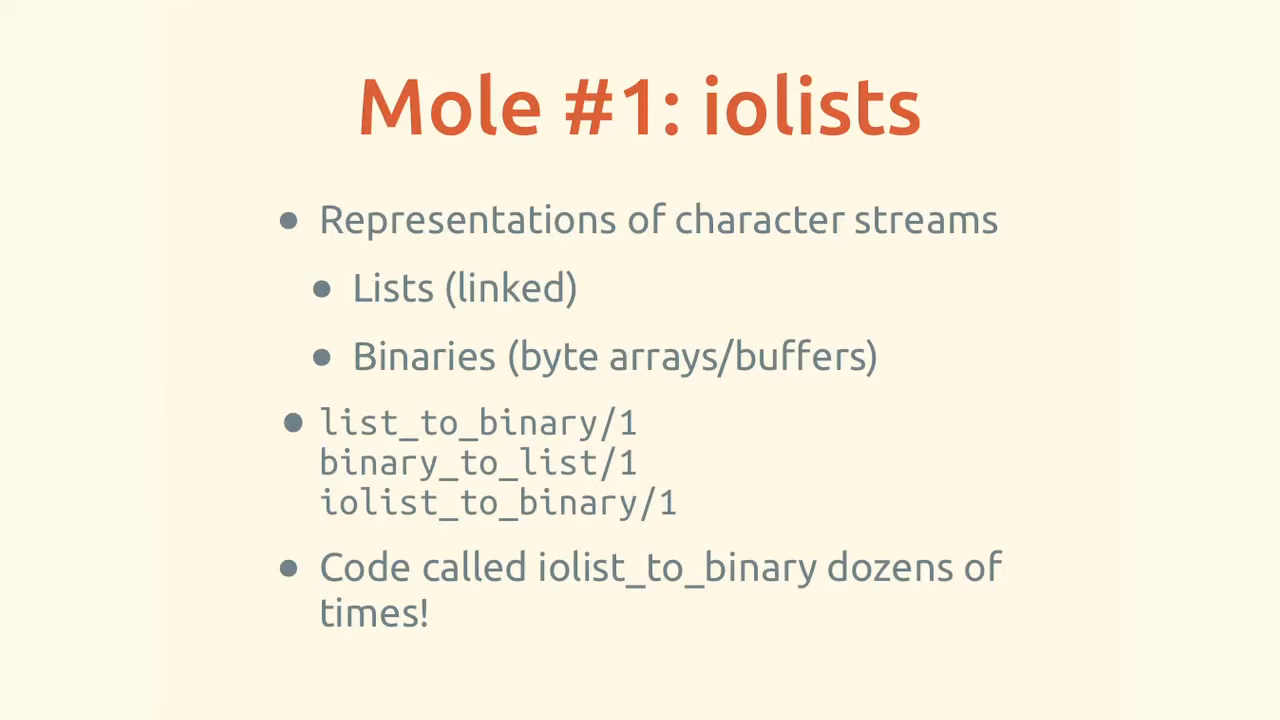 Mole #1: iolists
● Representations of character streams
● Lists (linked)
● Binaries (byte arrays/buffers)
● list_to_binary/1
binary_to_list/1
iolist_to_binary/1
● Code called iolist_to_binary dozens of
times!